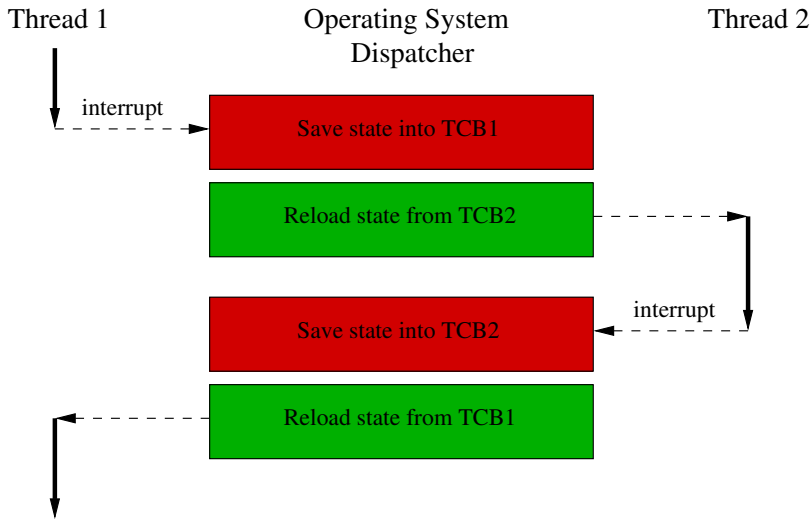 Thread 1
Operating System
Dispatcher
Thread 2
interrupt
Save state into TCB1
Reload state from TCB2
Save state into TCB2
interrupt
Reload state from TCB1